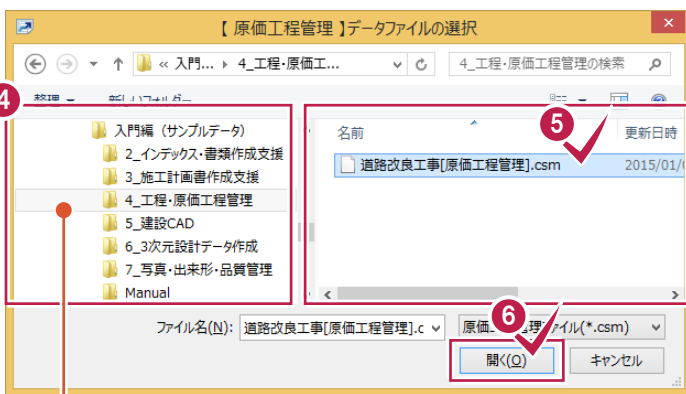 【 原価工程管理 】データファイルの選択
« 入門... ▸ 4_工程・原価工...
4_工程・原価工程管理の検索
4
整理
新しいフォルダー
入門編（サンプルデータ）
2_インデックス・書類作成支援
3_施工計画書作成支援
4_工程・原価工程管理
5_建設CAD
6_3次元設計データ作成
7_写真・出来形・品質管理
Manual
5
名前
更新日時
道路改良工事[原価工程管理].csm
2015/01/
6
ファイル名(N):
道路改良工事[原価工程管理].c
原価工程管理ファイル(*.csm)
開く(O)
キャンセル